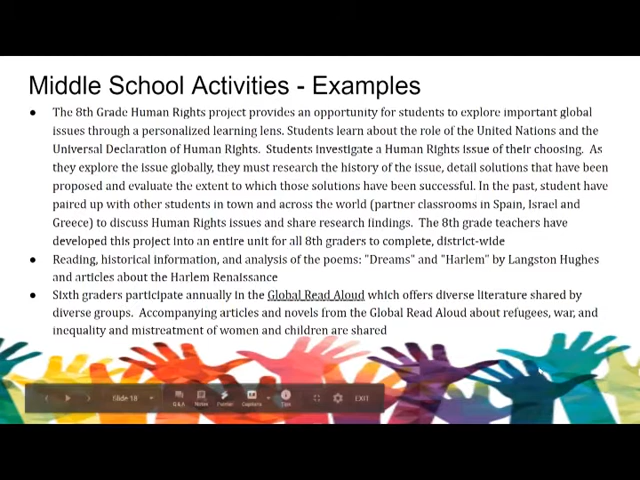 Middle School Activities - Examples
● The 8th Grade Human Rights project provides an opportunity for students to explore important global
issues through a personalized learning lens. Students learn about the role of the United Nations and the
Universal Declaration of Human Rights. Students investigate a Human Rights issue of their choosing. As
they explore the issue globally, they must research the history of the issue, detail solutions that have been
proposed and evaluate the extent to which those solutions have been successful. In the past, student have
paired up with other students in town and across the world (partner classrooms in Spain, Israel and
Greece) to discuss Human Rights issues and share research findings. The 8th grade teachers have
developed this project into an entire unit for all 8th graders to complete, district-wide
● Reading, historical information, and analysis of the poems: "Dreams" and "Harlem" by Langston Hughes
and articles about the Harlem Renaissance
● Sixth graders participate annually in the Global Read Aloud which offers diverse literature shared by
diverse groups. Accompanying articles and novels from the Global Read Aloud about refugees, war, and
inequality and mistreatment of women and children are shared
Slide 18
Q&A Notes Pointer Captions Tips
EXIT